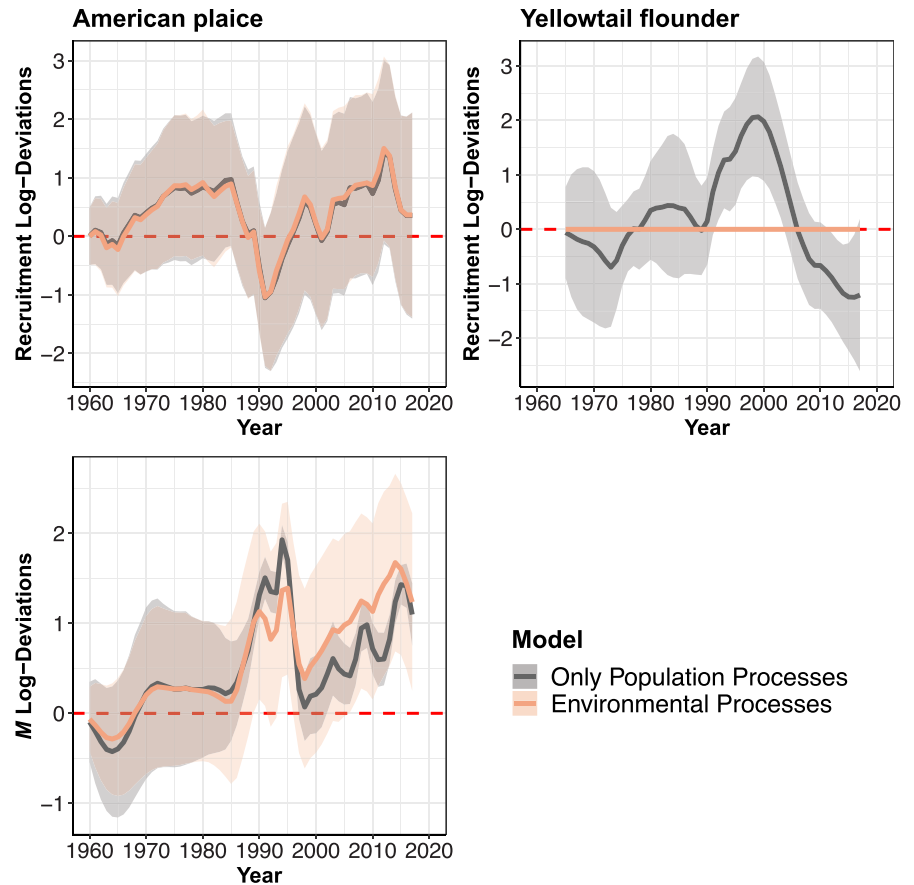 American plaice
Yellowtail flounder
Recruitment Log−Deviations
3
2
1
0
−1
−2
1960 1970 1980 1990 2000 2010 2020
Year
Recruitment Log−Deviations
3
2
1
0
−1
−2
1960 1970 1980 1990 2000 2010 2020
Year
M Log−Deviations
2
1
0
−1
1960 1970 1980 1990 2000 2010 2020
Year
Model
Only Population Processes
Environmental Processes